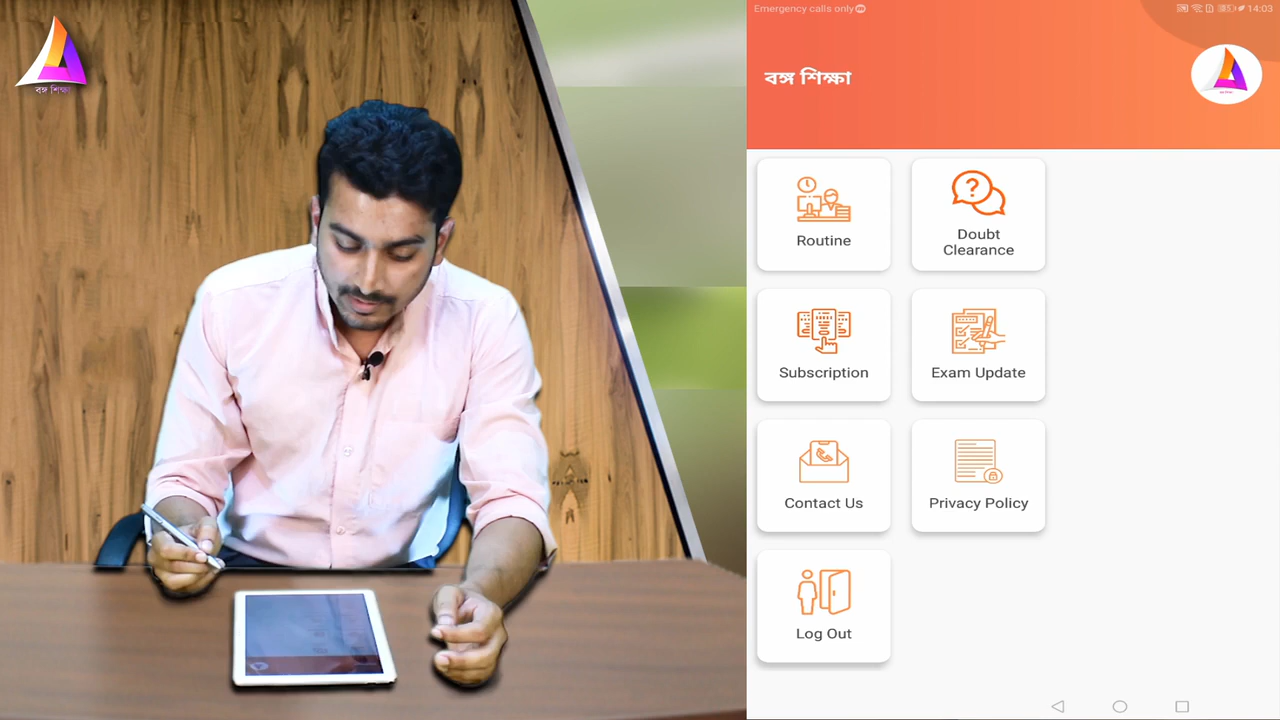 বঙ্গ শিক্ষা
Emergency calls only
14:03
বঙ্গ শিক্ষা
Routine
Doubt
Clearance
Subscription
Exam Update
Contact Us
Privacy Policy
Log Out